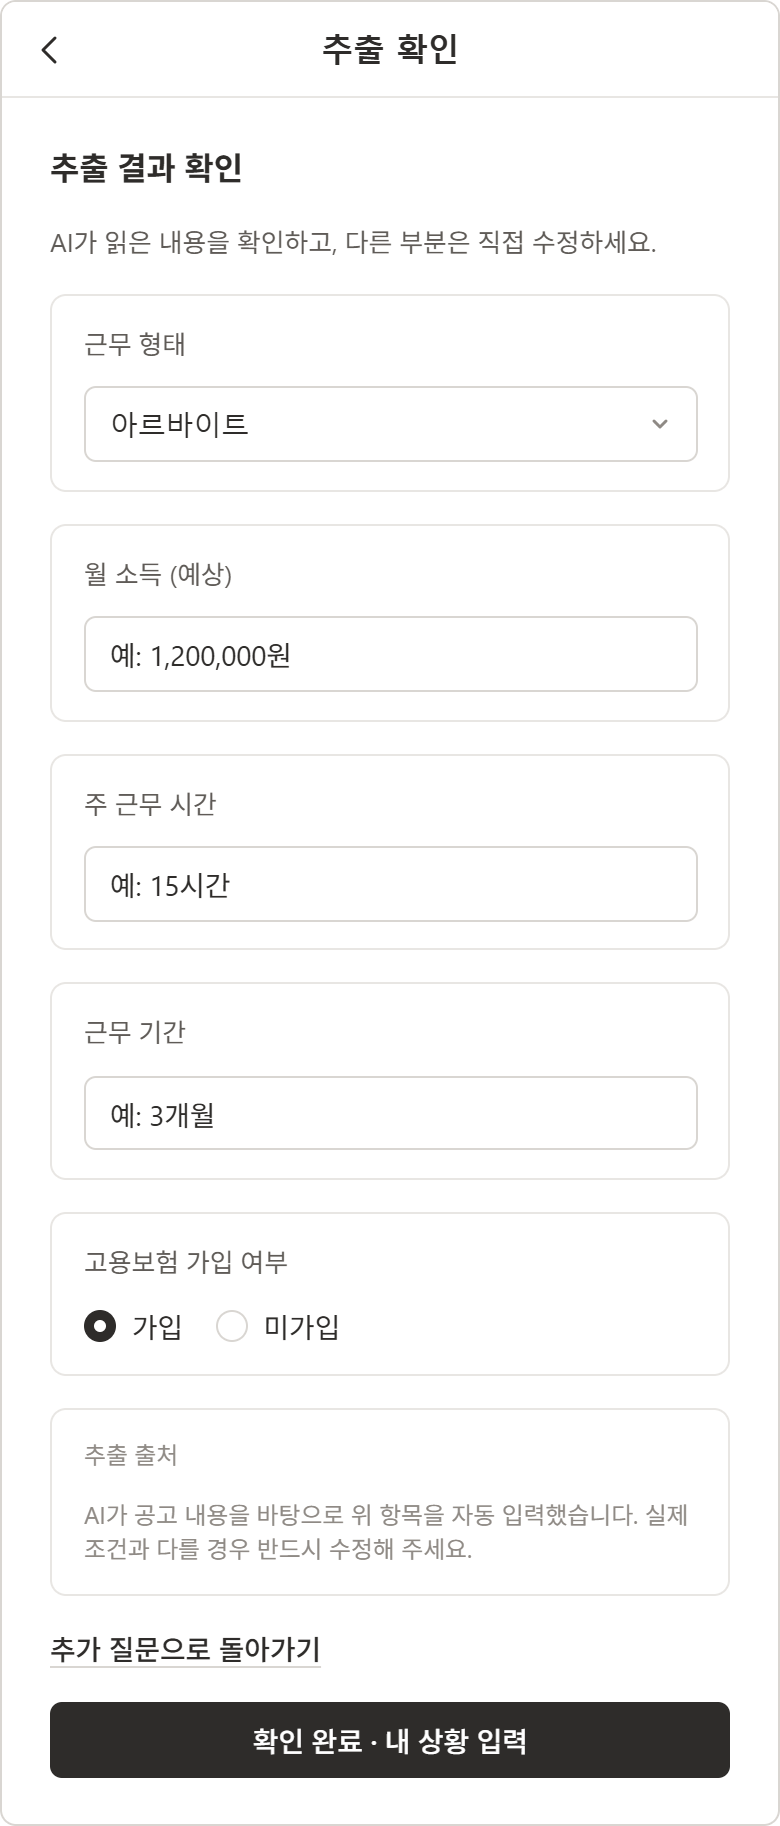 추출 확인
추출 결과 확인
AI가 읽은 내용을 확인하고, 다른 부분은 직접 수정하세요.
근무 형태
아르바이트
월 소득 (예상)
예: 1,200,000원
주 근무 시간
예: 15시간
근무 기간
예: 3개월
고용보험 가입 여부
가입 미가입
추출 출처
AI가 공고 내용을 바탕으로 위 항목을 자동 입력했습니다. 실제
조건과 다를 경우 반드시 수정해 주세요.
추가 질문으로 돌아가기
확인 완료 · 내 상황 입력